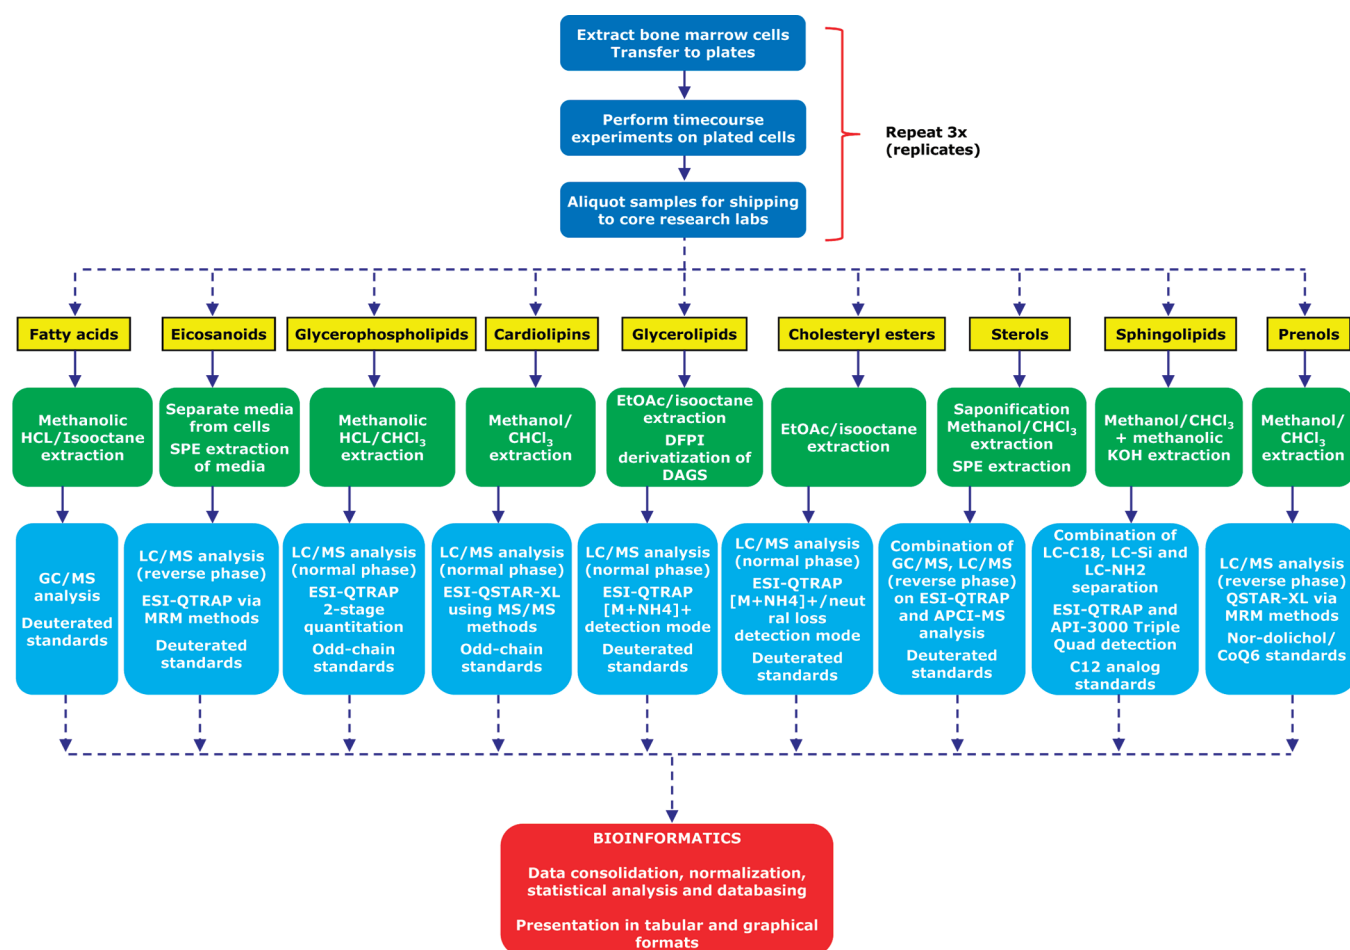 Extract bone marrow cells
Transfer to plates
Perform timecourse
experiments on plated cells
Repeat 3x
(replicates)
Aliquot samples for shipping
to core research labs
Fatty acids
Eicosanoids
Glycerophospholipids
Cardiolipins
Glycerolipids
Cholesteryl esters
Sterols
Sphingolipids
Prenols
Methanolic
HCL/Isooctane
extraction
Separate media
from cells
SPE extraction
of media
Methanolic
HCL/CHCl3
extraction
Methanol/
CHCl3
extraction
EtOAc/isooctane
extraction
DFPI
derivatization of
DAGS
EtOAc/isooctane
extraction
Saponification
Methanol/CHCl3
extraction
SPE extraction
Methanol/CHCl3
+ methanolic
KOH extraction
Methanol/
CHCl3
extraction
GC/MS
analysis
Deuterated
standards
LC/MS analysis
(reverse phase)
ESI-QTRAP via
MRM methods
Deuterated
standards
LC/MS analysis
(normal phase)
ESI-QTRAP
2-stage
quantitation
Odd-chain
standards
LC/MS analysis
(normal phase)
ESI-QSTAR-XL
using MS/MS
methods
Odd-chain
standards
LC/MS analysis
(normal phase)
ESI-QTRAP
[M+NH4]+
detection mode
Deuterated
standards
LC/MS analysis
(normal phase)
ESI-QTRAP
[M+NH4]+/neut
ral loss
detection mode
Deuterated
standards
Combination of
GC/MS, LC/MS
(reverse phase)
on ESI-QTRAP
and APCI-MS
analysis
Deuterated
standards
Combination of
LC-C18, LC-Si and
LC-NH2
separation
ESI-QTRAP and
API-3000 Triple
Quad detection
C12 analog
standards
LC/MS analysis
(reverse phase)
QSTAR-XL via
MRM methods
Nor-dolichol/
CoQ6 standards
BIOINFORMATICS
Data consolidation, normalization,
statistical analysis and databasing
Presentation in tabular and graphical
formats